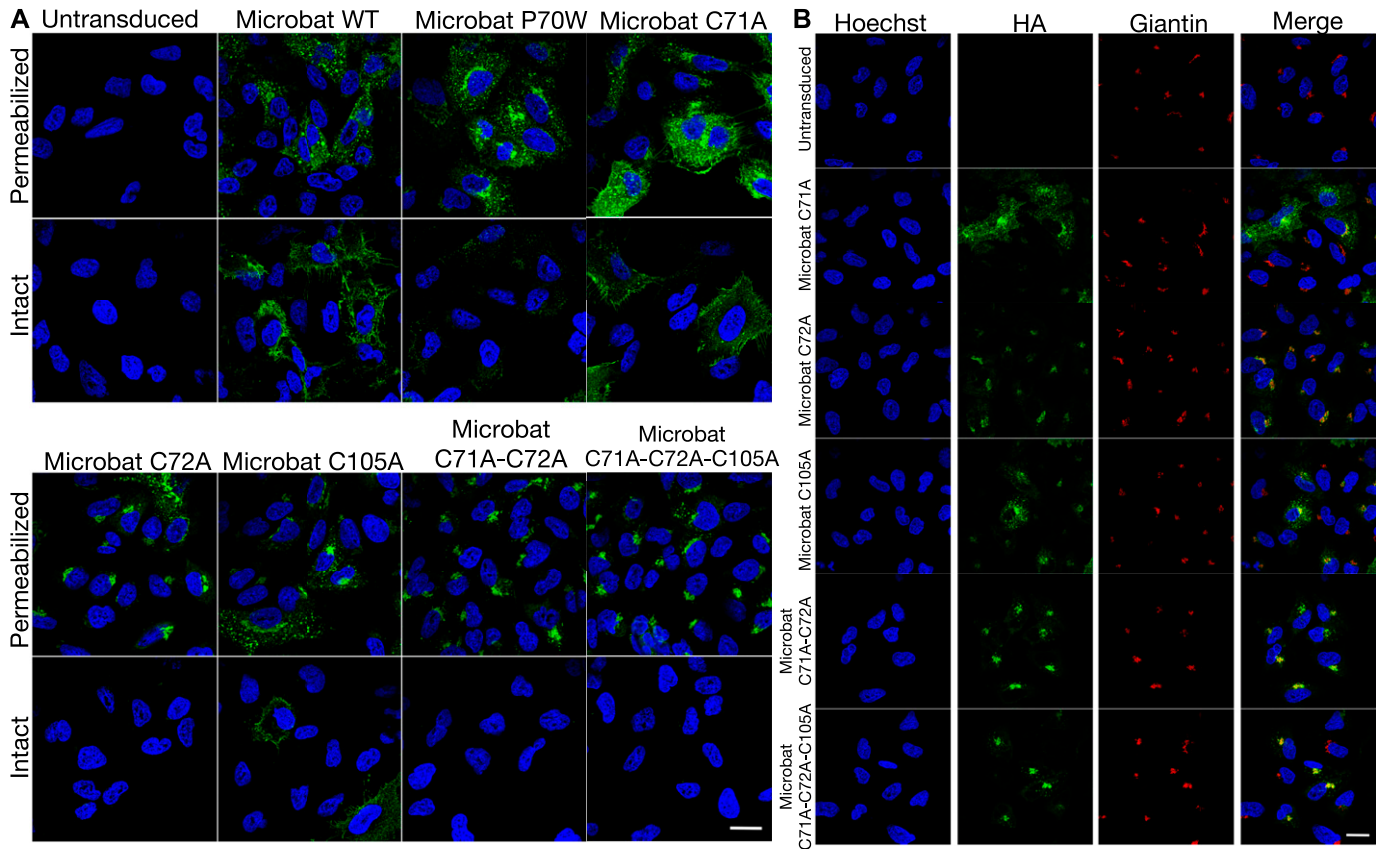 A
Untransduced
Microbat WT
Microbat P70W
Microbat C71A
Permeabilized
Intact
Microbat C72A
Microbat C105A
Microbat
C71A-C72A
Microbat
C71A-C72A-C105A
Permeabilized
Intact
B
Hoechst
HA
Giantin
Merge
Untransduced
Microbat C71A
Microbat C72A
Microbat C105A
Microbat
C71A-C72A
Microbat
C71A-C72A-C105A